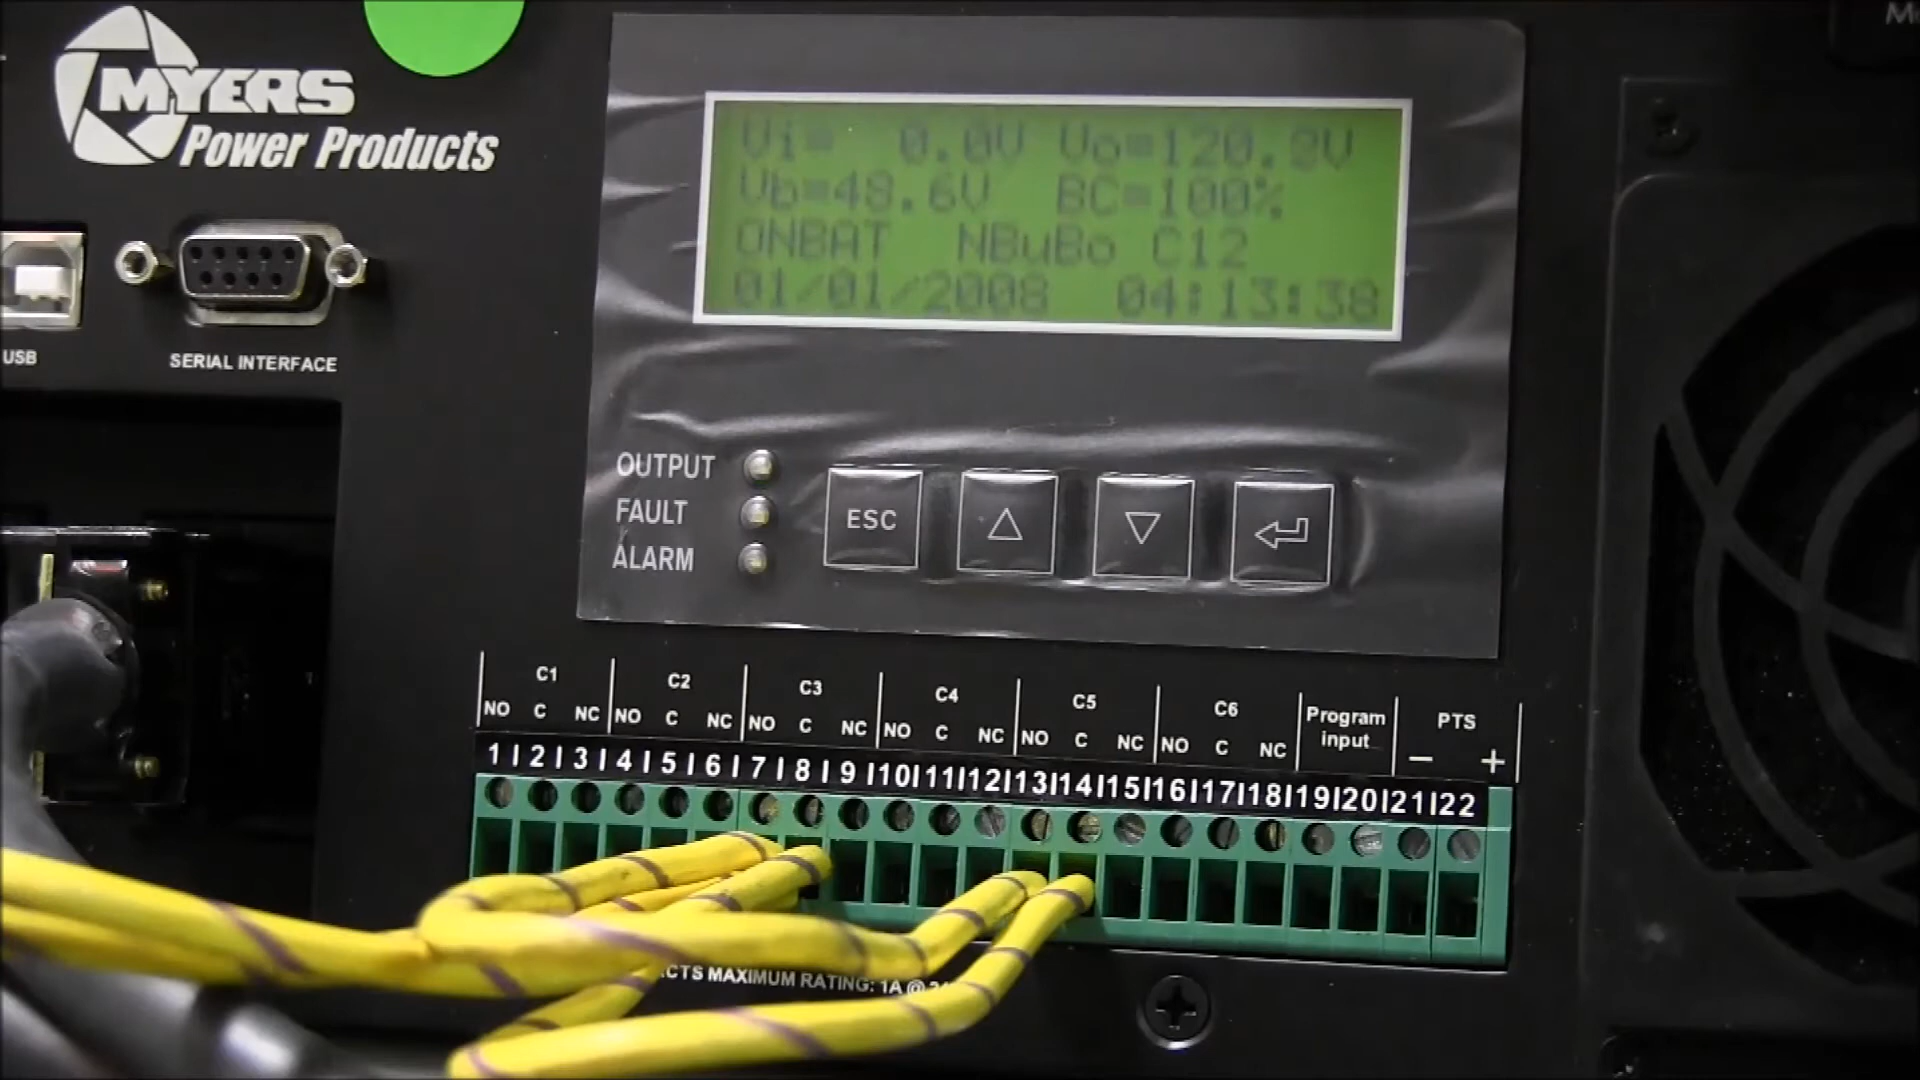 MYERS
Power Products
Vi= 0.0V Vo=120.2V
Vb=48.6V BC=100%
ONBAT NBuBo C12
01/01/2008 04:13:38
USB
SERIAL INTERFACE
OUTPUT
FAULT
ALARM
ESC
C1 C2 C3 C4 C5 C6 Program input PTS
NO C NC NO C NC NO C NC NO C NC NO C NC NO C NC − +
1 2 3 4 5 6 7 8 9 10 11 12 13 14 15 16 17 18 19 20 21 22
MAXIMUM RATING: 1A @